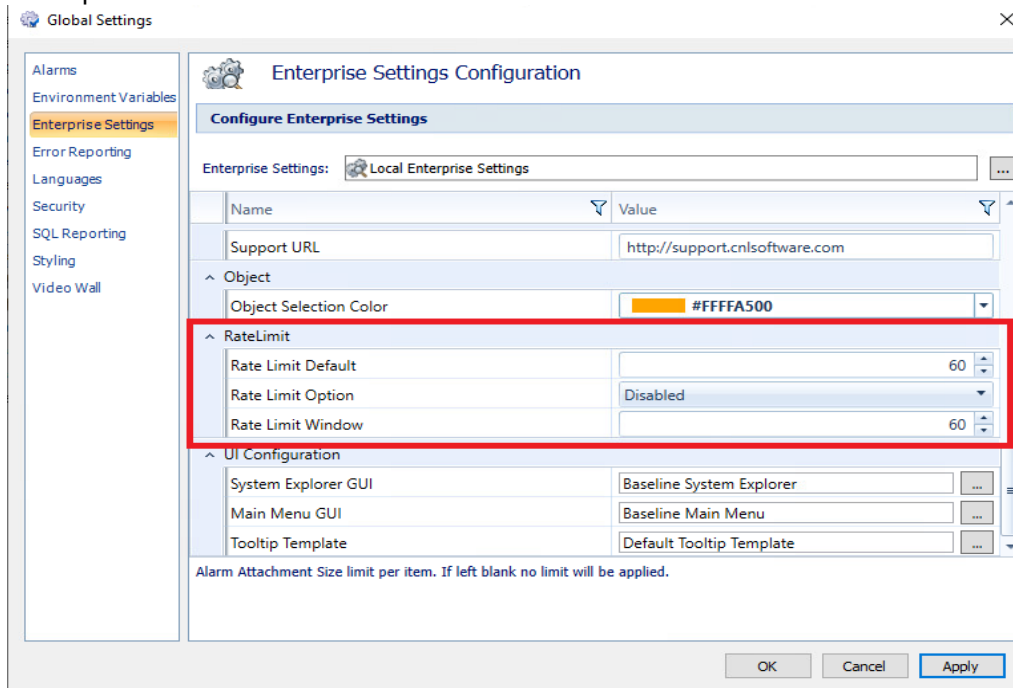 Global Settings
Alarms
Environment Variables
Enterprise Settings
Error Reporting
Languages
Security
SQL Reporting
Styling
Video Wall
Enterprise Settings Configuration
Configure Enterprise Settings
Enterprise Settings: Local Enterprise Settings ...
Name Value
Support URL http://support.cnlsoftware.com
Object
Object Selection Color #FFFFA500
RateLimit
Rate Limit Default 60
Rate Limit Option Disabled
Rate Limit Window 60
UI Configuration
System Explorer GUI Baseline System Explorer ...
Main Menu GUI Baseline Main Menu ...
Tooltip Template Default Tooltip Template ...
Alarm Attachment Size limit per item. If left blank no limit will be applied.
OK Cancel Apply